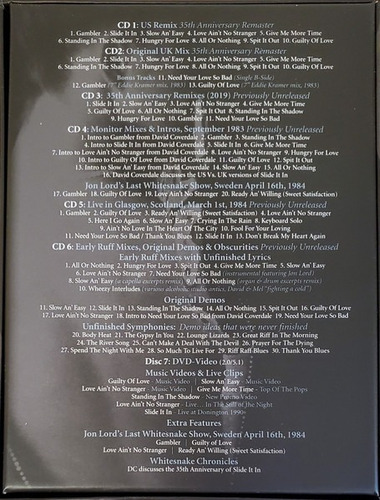 CD 1: US Remix 35th Anniversary Remaster
1. Gambler 2. Slide It In 3. Slow An' Easy 4. Love Ain't No Stranger 5. Give Me More Time
6. Standing In The Shadow 7. Hungry For Love 8. All Or Nothing 9. Spit It Out 10. Guilty Of Love
CD2: Original UK Mix 35th Anniversary Remaster
1. Gambler 2. Slide It In 3. Slow An' Easy 4. Love Ain't No Stranger 5. Give Me More Time
6. Standing In The Shadow 7. Hungry For Love 8. All Or Nothing 9. Spit It Out 10. Guilty Of Love
Bonus Tracks 11. Need Your Love So Bad (Single B-Side)
12. Gambler (7" Eddie Kramer mix, 1983) 13. Guilty Of Love (7" Eddie Kramer mix, 1983)
CD 3: 35th Anniversary Remixes (2019) Previously Unreleased
1. Slide It In 2. Slow An' Easy 3. Love Ain't No Stranger 4. Give Me More Time
5. Guilty Of Love 6. All Or Nothing 7. Spit It Out 8. Standing In The Shadow
9. Hungry For Love 10. Gambler 11. Need Your Love So Bad
CD 4: Monitor Mixes & Intros, September 1983 Previously Unreleased
1. Intro to Gambler from David Coverdale 2. Gambler 3. Standing In The Shadow
4. Intro to Slide It In from David Coverdale 5. Slide It In 6. Give Me More Time
7. Intro to Love Ain't No Stranger from David Coverdale 8. Love Ain't No Stranger 9. Hungry For Love
10. Intro to Guilty Of Love from David Coverdale 11. Guilty Of Love 12. Spit It Out
13. Intro to Slow An' Easy from David Coverdale 14. Slow An' Easy 15. All Or Nothing
16. David Coverdale discusses the US Vs. UK versions of Slide It In
Jon Lord's Last Whitesnake Show, Sweden April 16th, 1984
17. Gambler 18. Guilty Of Love 19. Love Ain't No Stranger 20. Ready An' Willing (Sweet Satisfaction)
CD 5: Live in Glasgow, Scotland, March 1st, 1984 Previously Unreleased
1. Gambler 2. Guilty Of Love 3. Ready An' Willing (Sweet Satisfaction) 4. Love Ain't No Stranger
5. Here I Go Again 6. Slow An' Easy 7. Crying In The Rain 8. Keyboard Solo
9. Ain't No Love In The Heart Of The City 10. Fool For Your Loving
11. Need Your Love So Bad / Thank You Blues 12. Slide It In 13. Don't Break My Heart Again
CD 6: Early Ruff Mixes, Original Demos & Obscurities Previously Unreleased
Early Ruff Mixes with Unfinished Lyrics
1. All Or Nothing 2. Hungry For Love 3. Spit It Out 4. Give Me More Time 5. Slow An' Easy
6. Love Ain't No Stranger 7. Need Your Love So Bad (instrumental featuring Jon Lord)
8. Slow An' Easy (a capella excerpts remix) 9. All Or Nothing (organ & drum excerpts remix)
10. Wheezy Interludes (various alcoholic studio antics, David & Mel "fighting a cold")
Original Demos
11. Slow An' Easy 12. Slide It In 13. Standing In The Shadow 14. All Or Nothing 15. Spit It Out 16. Guilty Of Love
17. Love Ain't No Stranger 18. Intro to Need Your Love So Bad from David Coverdale 19. Need Your Love So Bad
Unfinished Symphonies: Demo ideas that were never finished
20. Body Heat 21. The Gypsy In You 22. Lounge Lizards 23. Great Riff In The Morning
24. The River Song 25. Can't Make A Deal With The Devil 26. Prayer For The Dying
27. Spend The Night With Me 28. So Much To Live For 29. Riff Raff Blues 30. Thank You Blues
Disc 7: DVD-Video (2.0/5.1)
Music Videos & Live Clips
Guilty Of Love - Music Video | Slow An' Easy - Music Video
Love Ain't No Stranger - Music Video | Give Me More Time - Top Of The Pops
Standing In The Shadow - New Promo Video
Love Ain't No Stranger - Live... In The Still of The Night
Slide It In - Live at Donington 1990
Extra Features
Jon Lord's Last Whitesnake Show, Sweden April 16th, 1984
Gambler | Guilty of Love
Love Ain't No Stranger | Ready An' Willing (Sweet Satisfaction)
Whitesnake Chronicles
DC discusses the 35th Anniversary of Slide It In